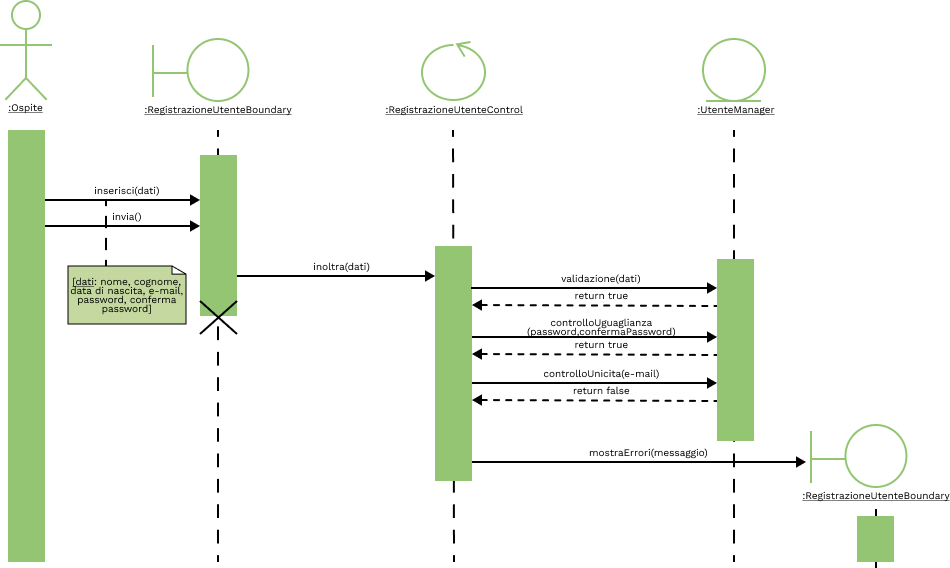 :Ospite
:RegistrazioneUtenteBoundary
:RegistrazioneUtenteControl
:UtenteManager
inserisci(dati)
invia()
[dati: nome, cognome,
data di nascita, e-mail,
password, conferma
password]
inoltra(dati)
validazione(dati)
return true
controlloUguaglianza
(password,confermaPassword)
return true
controlloUnicita(e-mail)
return false
mostraErrori(messaggio)
:RegistrazioneUtenteBoundary